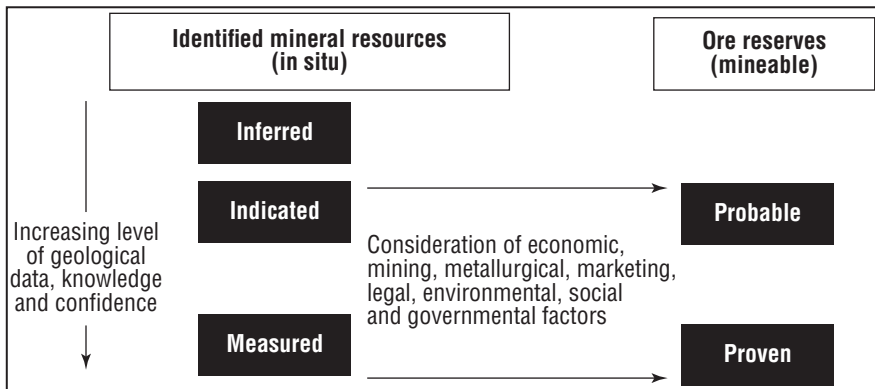 Identified mineral resources
(in situ)
Ore reserves
(mineable)
Inferred
Indicated
Probable
Increasing level
of geological
data, knowledge
and confidence
Consideration of economic,
mining, metallurgical, marketing,
legal, environmental, social
and governmental factors
Measured
Proven